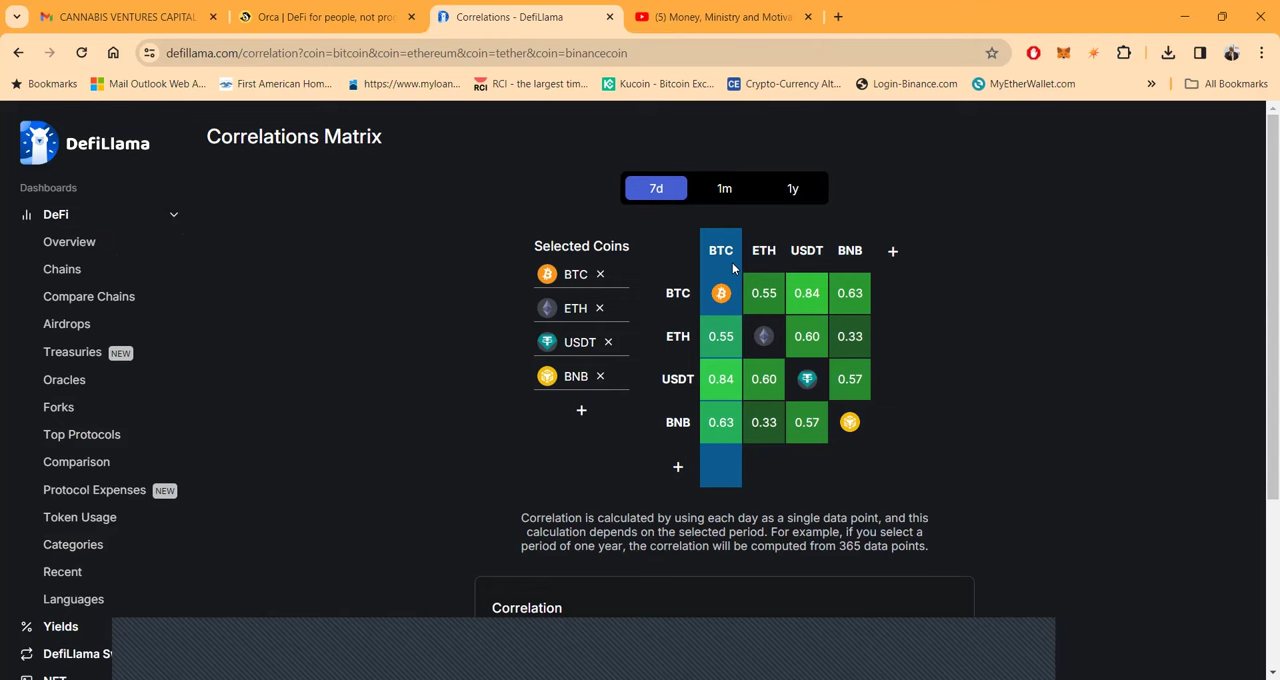 CANNABIS VENTURES CAPITAL
Orca | DeFi for people, not pro
Correlations - DefiLlama
(5) Money, Ministry and Motiva
defillama.com/correlation?coin=bitcoin&coin=ethereum&coin=tether&coin=binancecoin
Bookmarks
Mail Outlook Web A...
First American Hom...
https://www.myloan...
RCI - the largest tim...
Kucoin - Bitcoin Exc...
Crypto-Currency Alt...
Login-Binance.com
MyEtherWallet.com
»
All Bookmarks
DefiLlama
Dashboards
DeFi
Overview
Chains
Compare Chains
Airdrops
Treasuries NEW
Oracles
Forks
Top Protocols
Comparison
Protocol Expenses NEW
Token Usage
Categories
Recent
Languages
Yields
DefiLlama Sw
NFT
Correlations Matrix
7d 1m 1y
Selected Coins
BTC ×
ETH ×
USDT ×
BNB ×
+
BTC ETH USDT BNB +
BTC 0.55 0.84 0.63
ETH 0.55 0.60 0.33
USDT 0.84 0.60 0.57
BNB 0.63 0.33 0.57
+
Correlation is calculated by using each day as a single data point, and this
calculation depends on the selected period. For example, if you select a
period of one year, the correlation will be computed from 365 data points.
Correlation